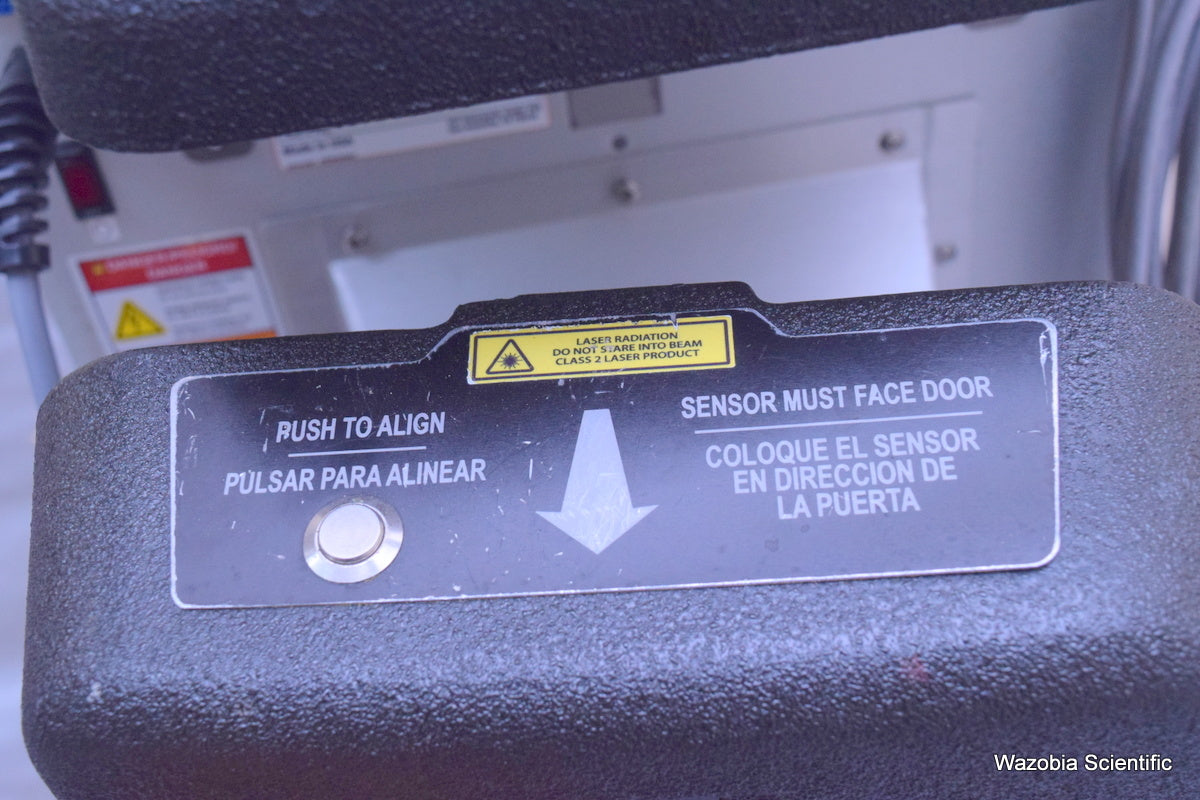 LASER RADIATION
DO NOT STARE INTO BEAM
CLASS 2 LASER PRODUCT
PUSH TO ALIGN
PULSAR PARA ALINEAR
SENSOR MUST FACE DOOR
COLOQUE EL SENSOR
EN DIRECCION DE
LA PUERTA
Wazobia Scientific